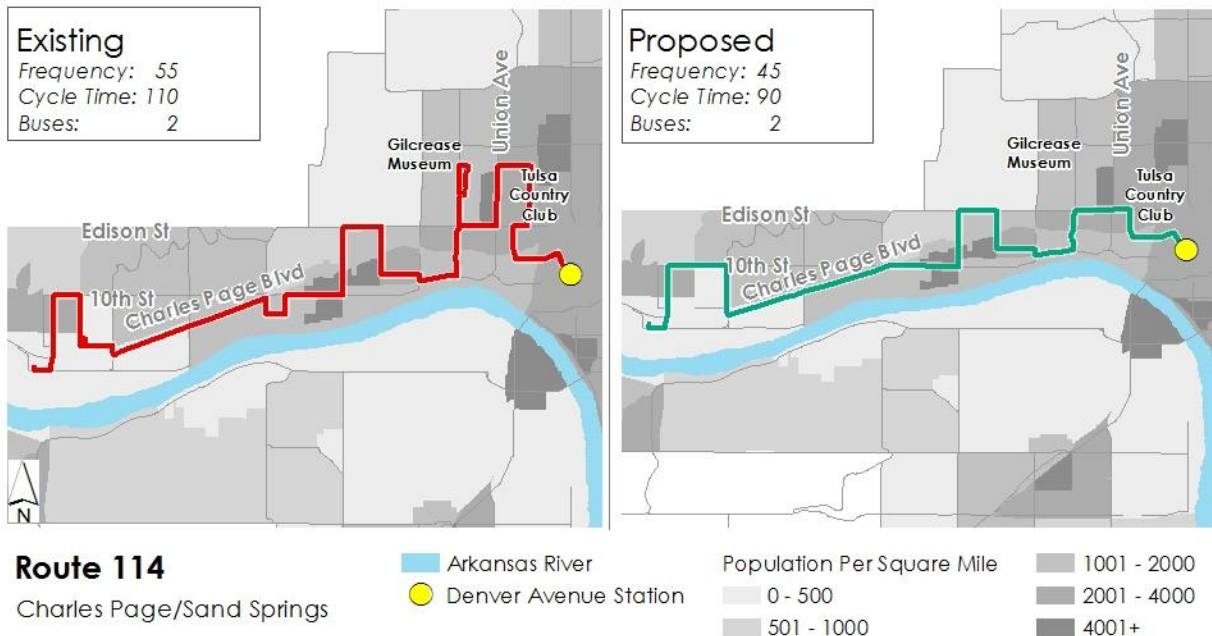 Existing
Frequency: 55
Cycle Time: 110
Buses: 2
Gilcrease
Museum
Union Ave
Tulsa
Country
Club
Edison St
10th St
Charles Page Blvd
N
Proposed
Frequency: 45
Cycle Time: 90
Buses: 2
Gilcrease
Museum
Union Ave
Tulsa
Country
Club
Edison St
10th St
Charles Page Blvd
Route 114
Charles Page/Sand Springs
Arkansas River
Denver Avenue Station
Population Per Square Mile
0 - 500
501 - 1000
1001 - 2000
2001 - 4000
4001+